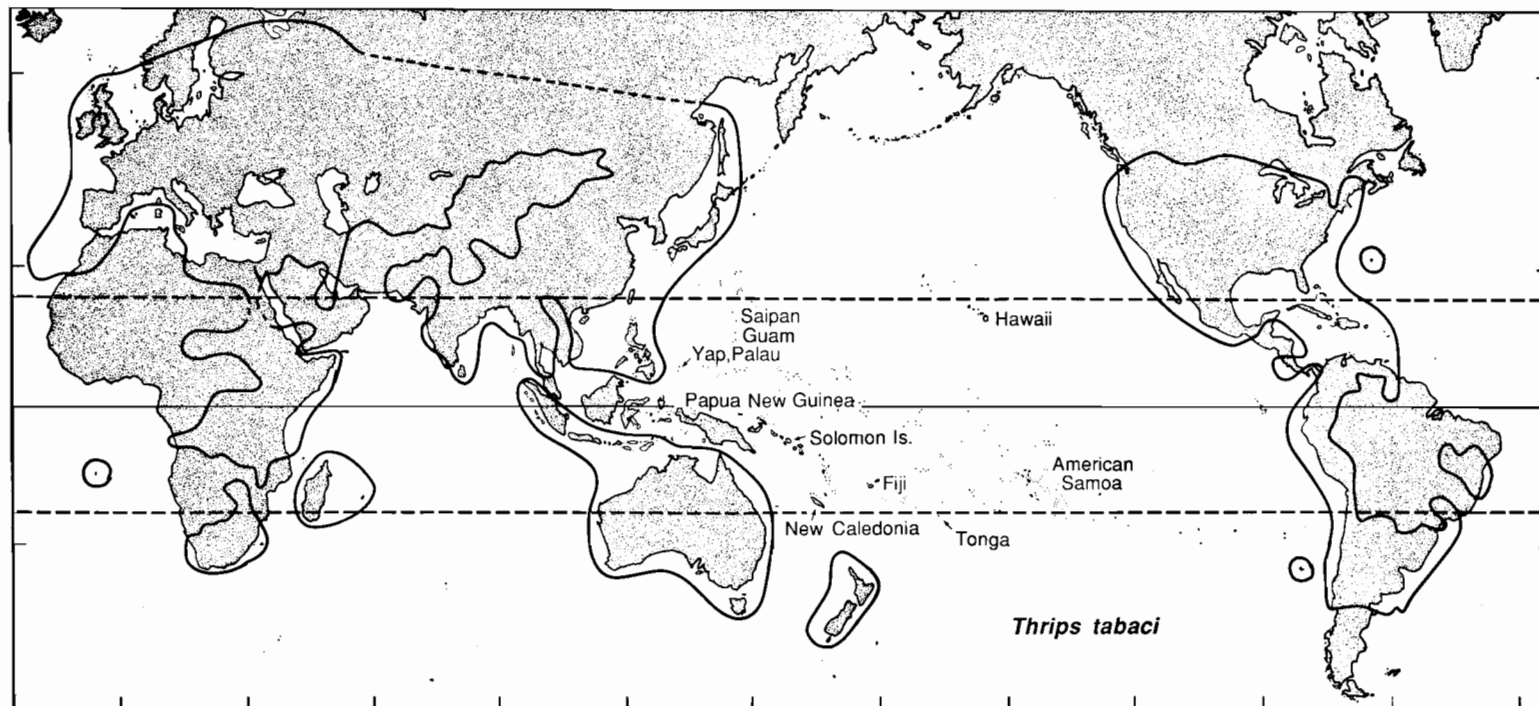 Saipan
Guam
Hawaii
Yap, Palau
Papua New Guinea
Solomon Is.
American
Samoa
Fiji
New Caledonia
Tonga
Thrips tabaci